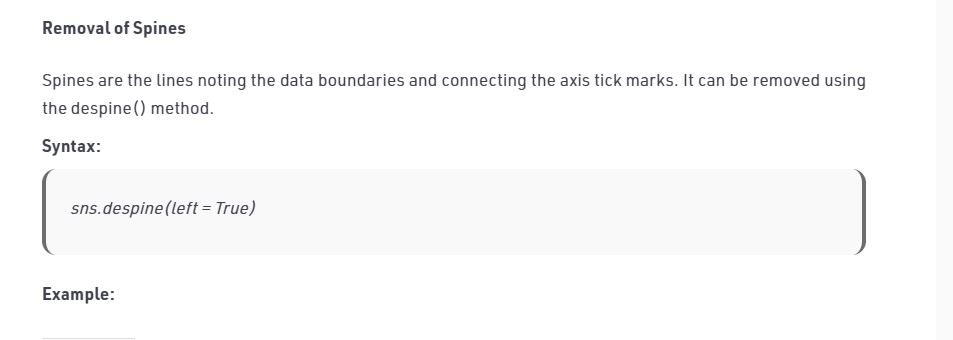 Removal of Spines
Spines are the lines noting the data boundaries and connecting the axis tick marks. It can be removed using
the despine() method.
Syntax:
sns.despine(left = True)
Example: